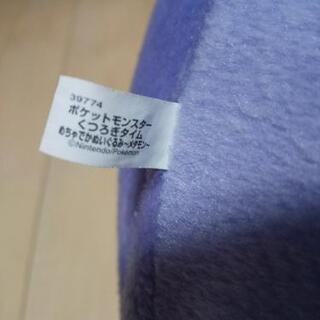 39774
ポケットモンスター
くつろぎタイム
めちゃでかぬいぐるみ~メタモン~
©Nintendo/Pokémon